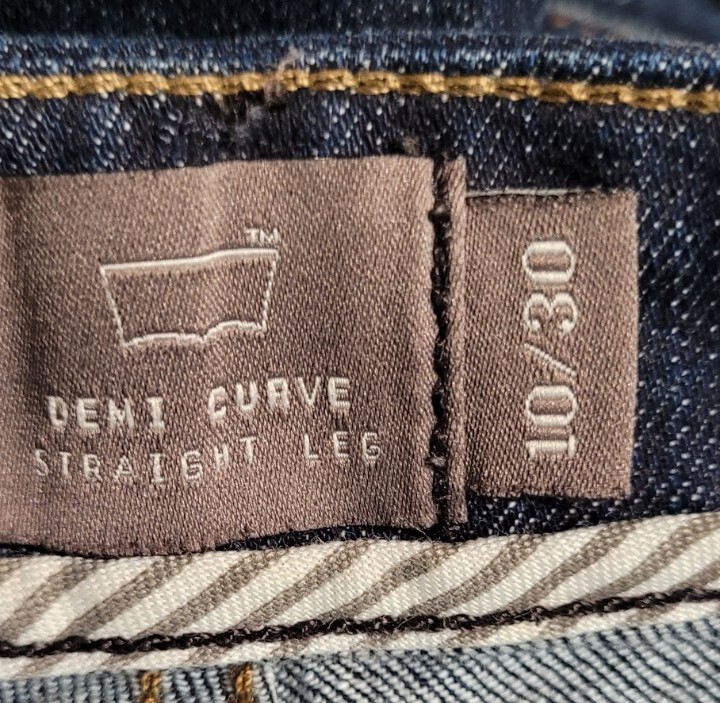 TM
DEMI CURVE
STRAIGHT LEG
10/30